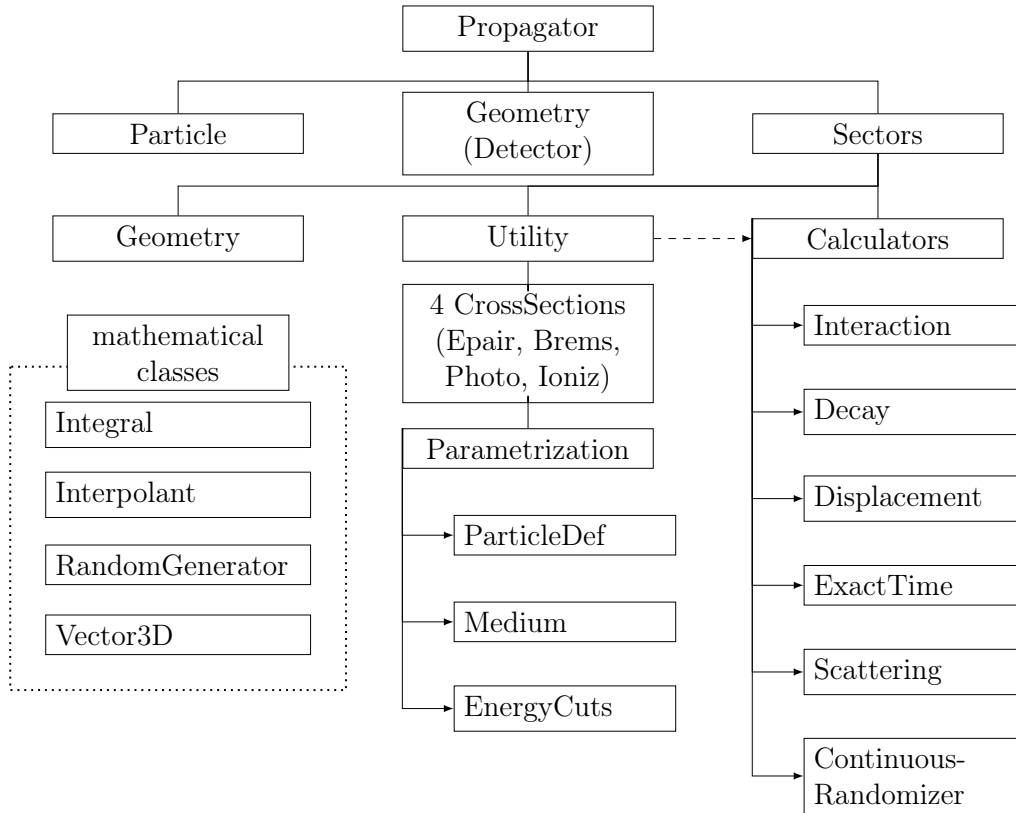 Propagator
Particle
Geometry
(Detector)
Sectors
Geometry
Utility
Calculators
4 CrossSections
(Epair, Brems,
Photo, Ioniz)
Parametrization
ParticleDef
Medium
EnergyCuts
Interaction
Decay
Displacement
ExactTime
Scattering
Continuous-
Randomizer
mathematical
classes
Integral
Interpolant
RandomGenerator
Vector3D